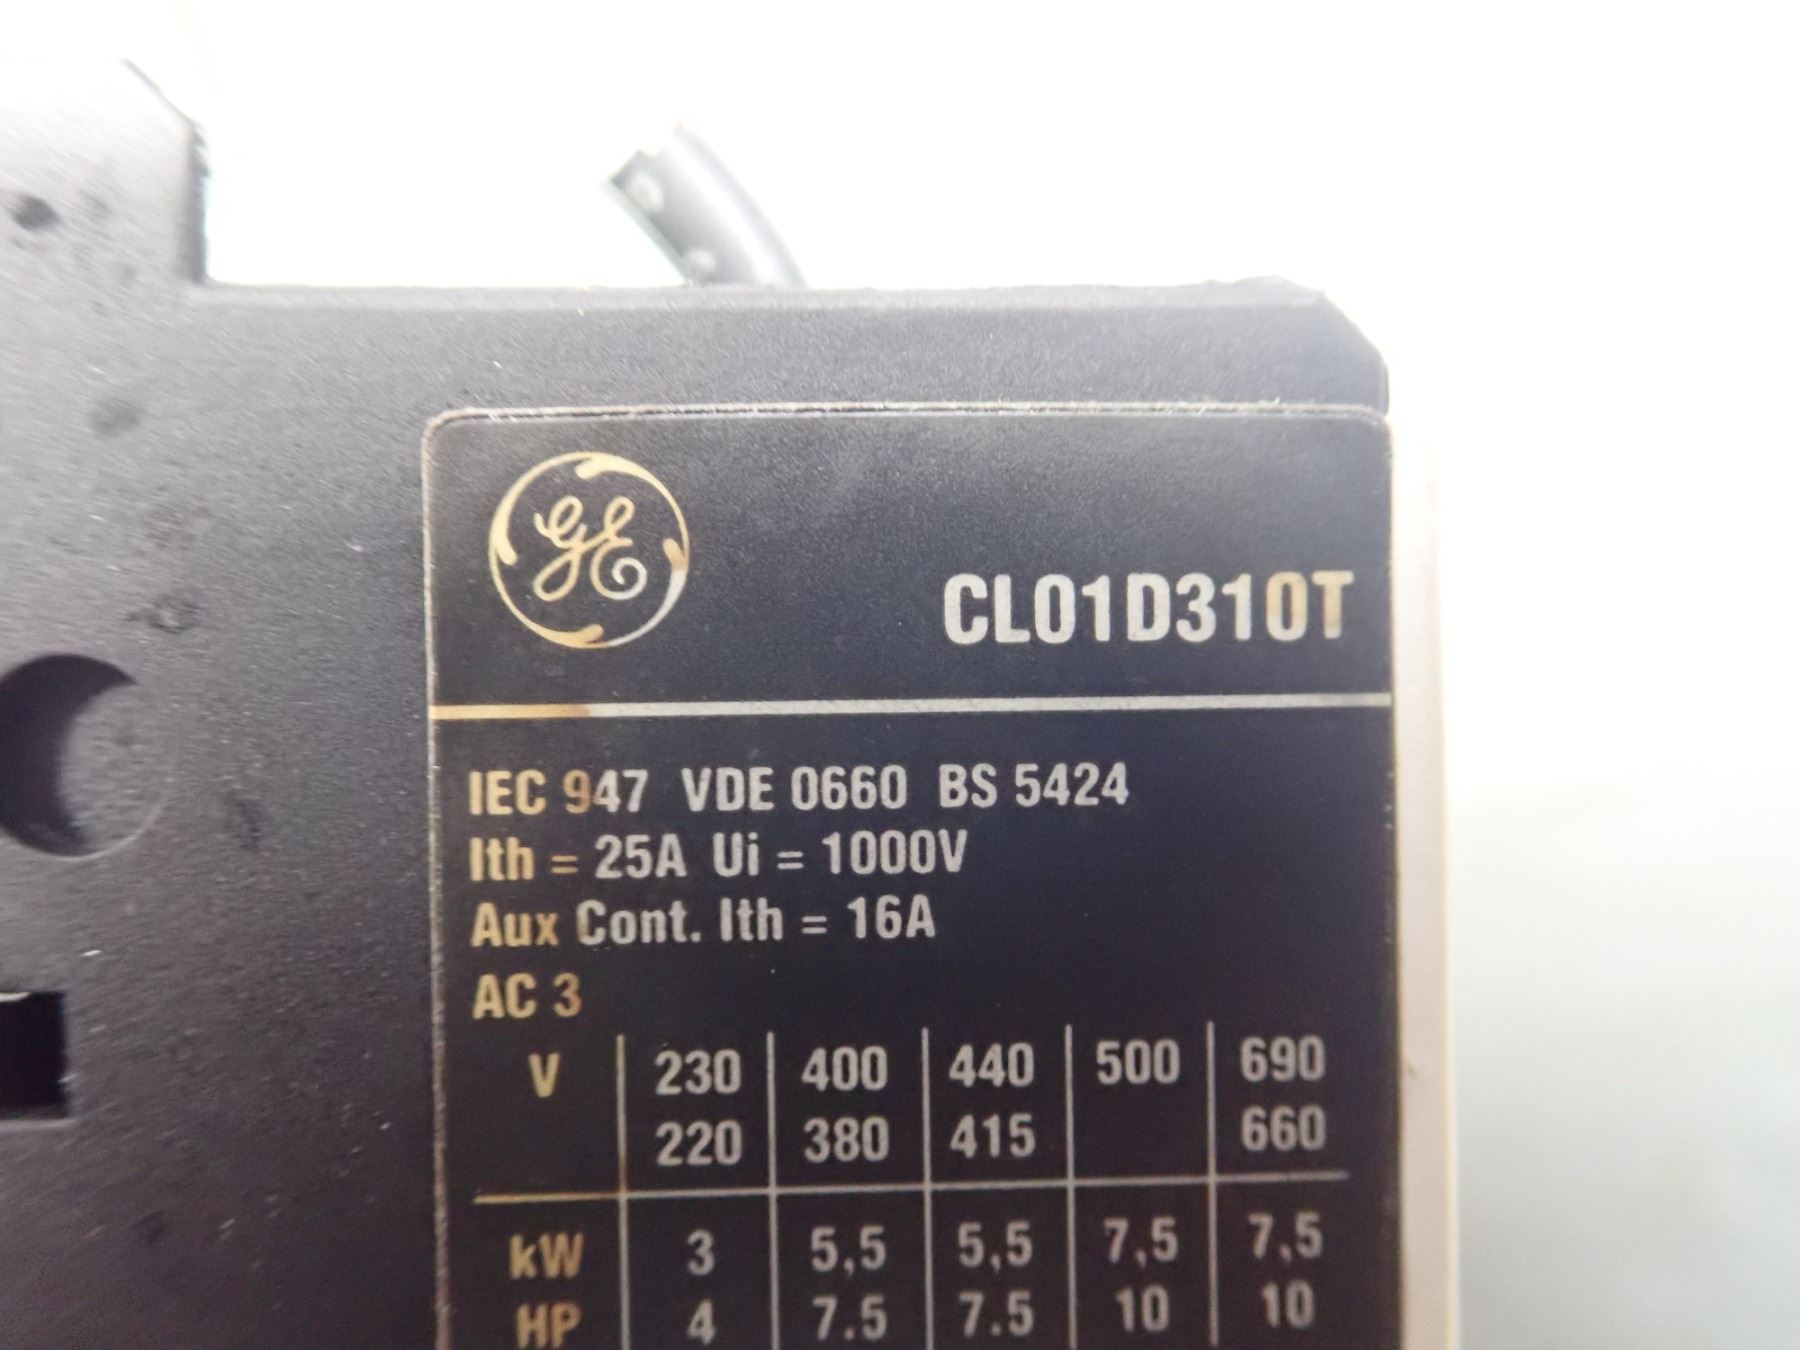 GE
CL01D310T
IEC 947 VDE 0660 BS 5424
Ith = 25A Ui = 1000V
Aux Cont. Ith = 16A
AC 3
V 230 400 440 500 690
220 380 415 660
kW 3 5,5 5,5 7,5 7,5
HP 4 7.5 7.5 10 10